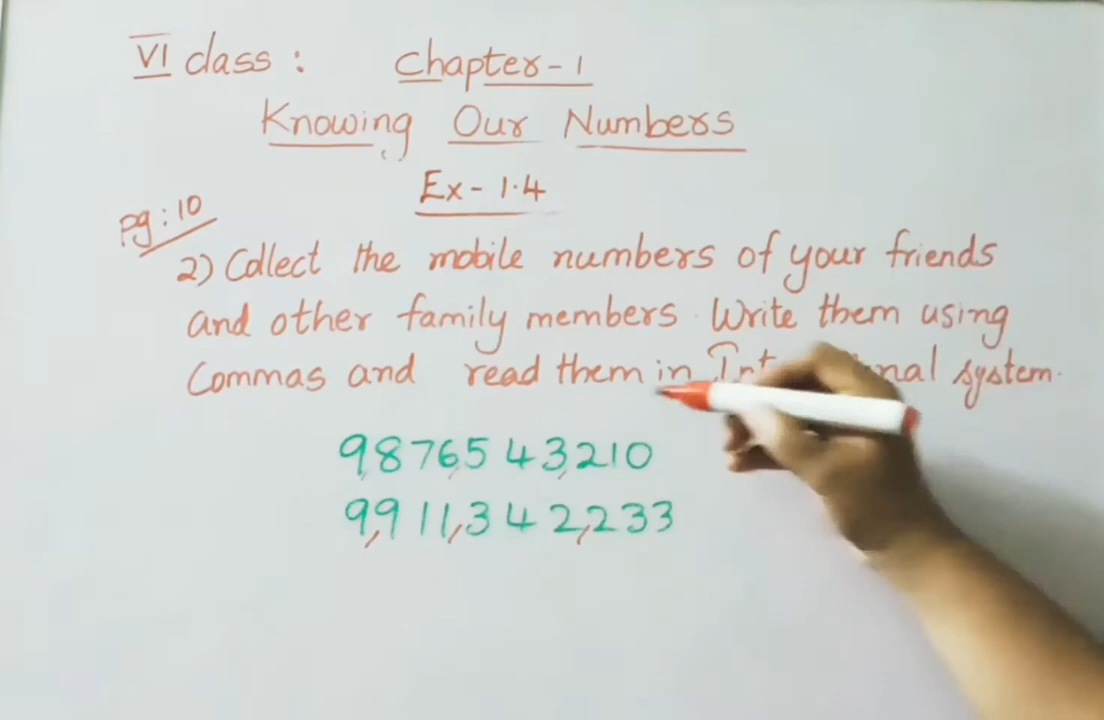 VI class : Chapter-1
Knowing Our Numbers
Ex-1.4
pg:10
2) Collect the mobile numbers of your friends
and other family members. Write them using
Commas and read them in system.
9,876,543,210
9,911,342,233